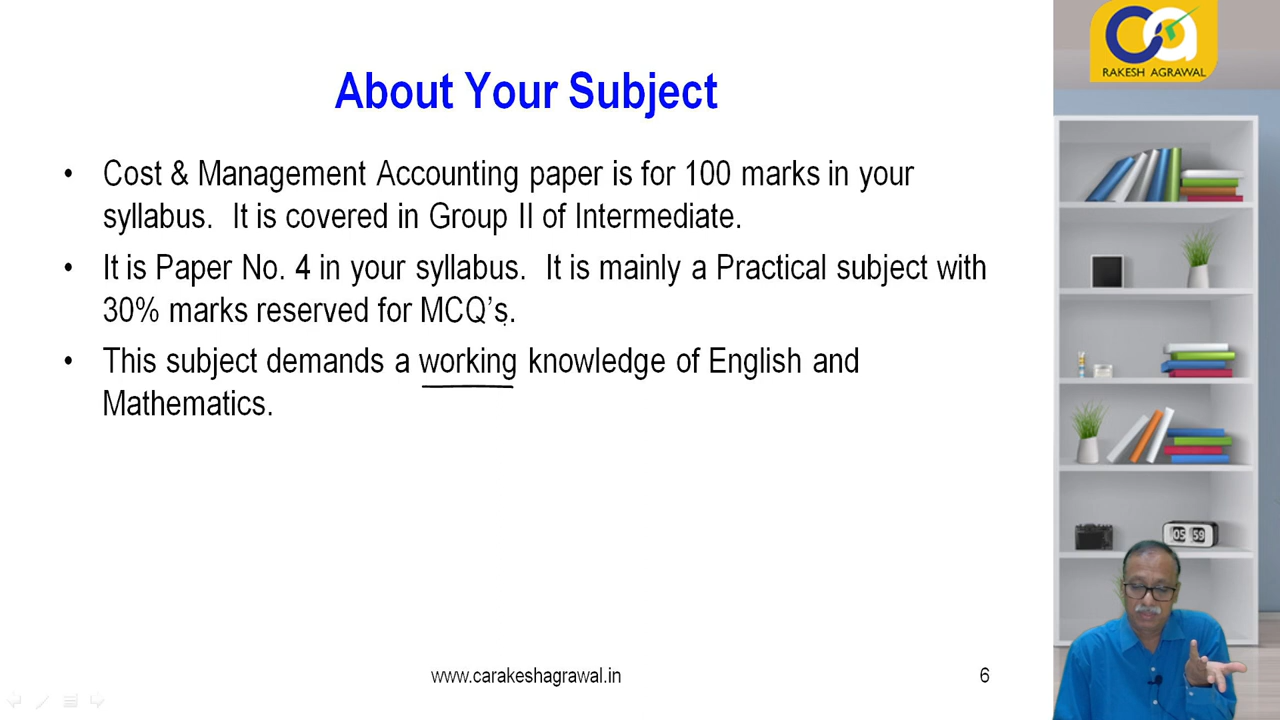 RAKESH AGRAWAL
About Your Subject
• Cost & Management Accounting paper is for 100 marks in your
syllabus. It is covered in Group II of Intermediate.
• It is Paper No. 4 in your syllabus. It is mainly a Practical subject with
30% marks reserved for MCQ’s.
• This subject demands a working knowledge of English and
Mathematics.
05 59
www.carakeshagrawal.in
6